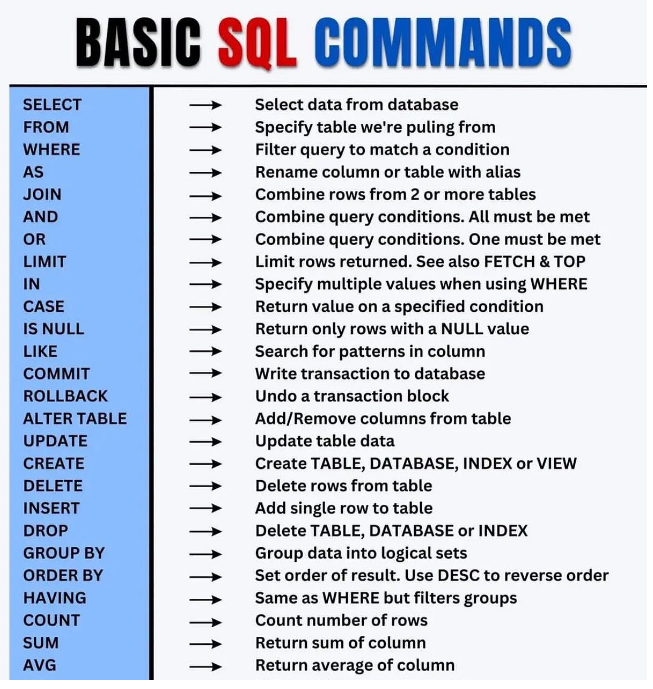 BASIC SQL COMMANDS
SELECT → Select data from database
FROM → Specify table we're puling from
WHERE → Filter query to match a condition
AS → Rename column or table with alias
JOIN → Combine rows from 2 or more tables
AND → Combine query conditions. All must be met
OR → Combine query conditions. One must be met
LIMIT → Limit rows returned. See also FETCH & TOP
IN → Specify multiple values when using WHERE
CASE → Return value on a specified condition
IS NULL → Return only rows with a NULL value
LIKE → Search for patterns in column
COMMIT → Write transaction to database
ROLLBACK → Undo a transaction block
ALTER TABLE → Add/Remove columns from table
UPDATE → Update table data
CREATE → Create TABLE, DATABASE, INDEX or VIEW
DELETE → Delete rows from table
INSERT → Add single row to table
DROP → Delete TABLE, DATABASE or INDEX
GROUP BY → Group data into logical sets
ORDER BY → Set order of result. Use DESC to reverse order
HAVING → Same as WHERE but filters groups
COUNT → Count number of rows
SUM → Return sum of column
AVG → Return average of column